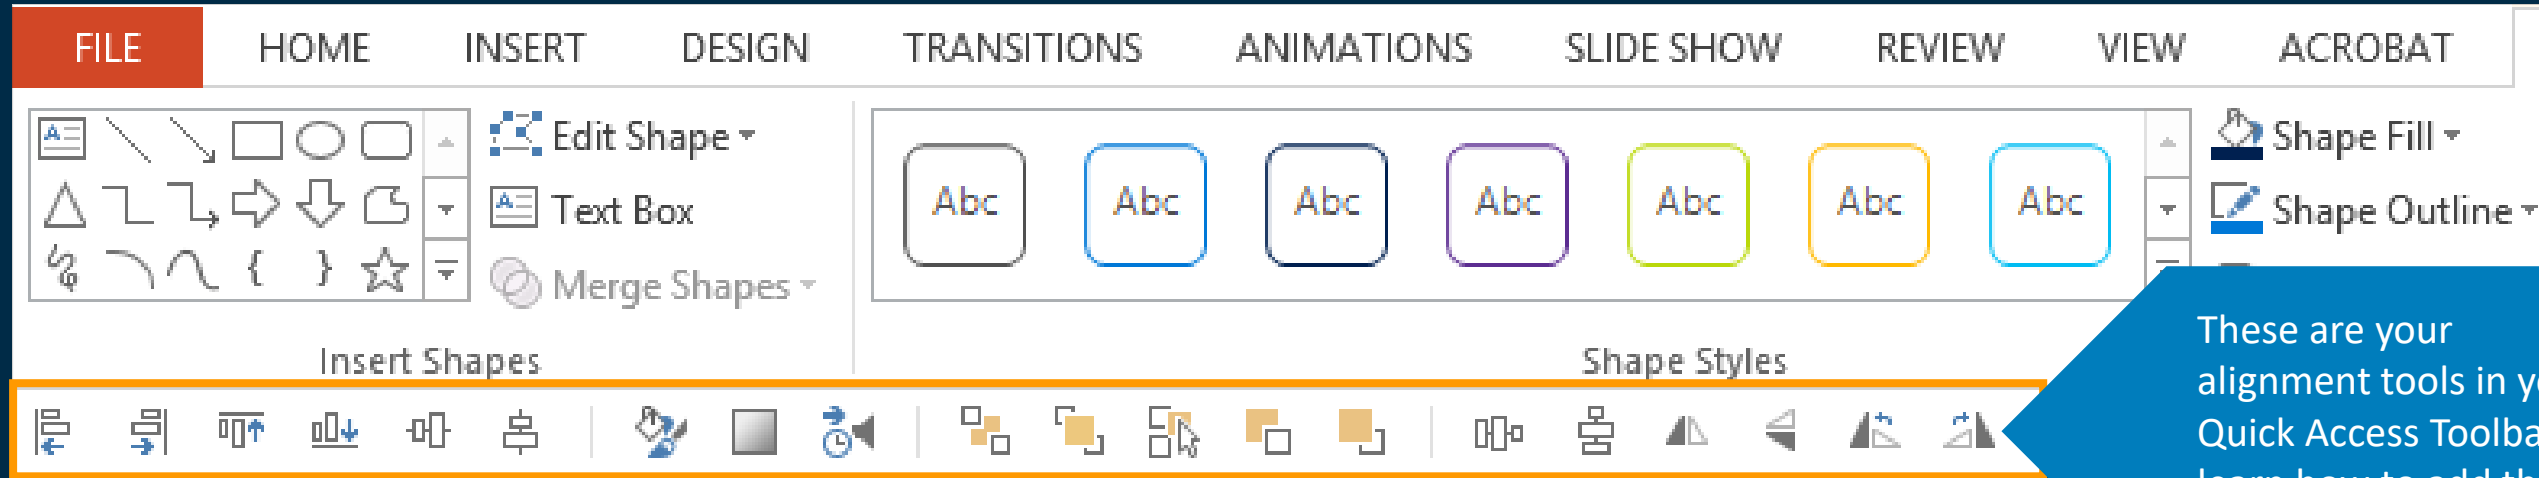 FILE HOME INSERT DESIGN TRANSITIONS ANIMATIONS SLIDE SHOW REVIEW VIEW ACROBAT
Edit Shape
Text Box
Merge Shapes
Insert Shapes
Abc Abc Abc Abc Abc Abc Abc
Shape Styles
Shape Fill
Shape Outline
These are your
alignment tools in
Quick Access